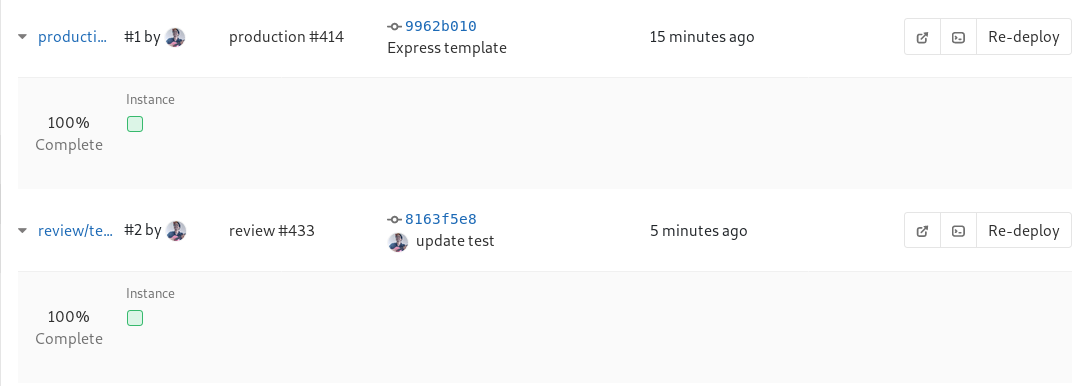 producti... #1 by production #414 9962b010 15 minutes ago Re-deploy
Express template
Instance
100%
Complete
review/te... #2 by review #433 8163f5e8 5 minutes ago Re-deploy
update test
Instance
100%
Complete